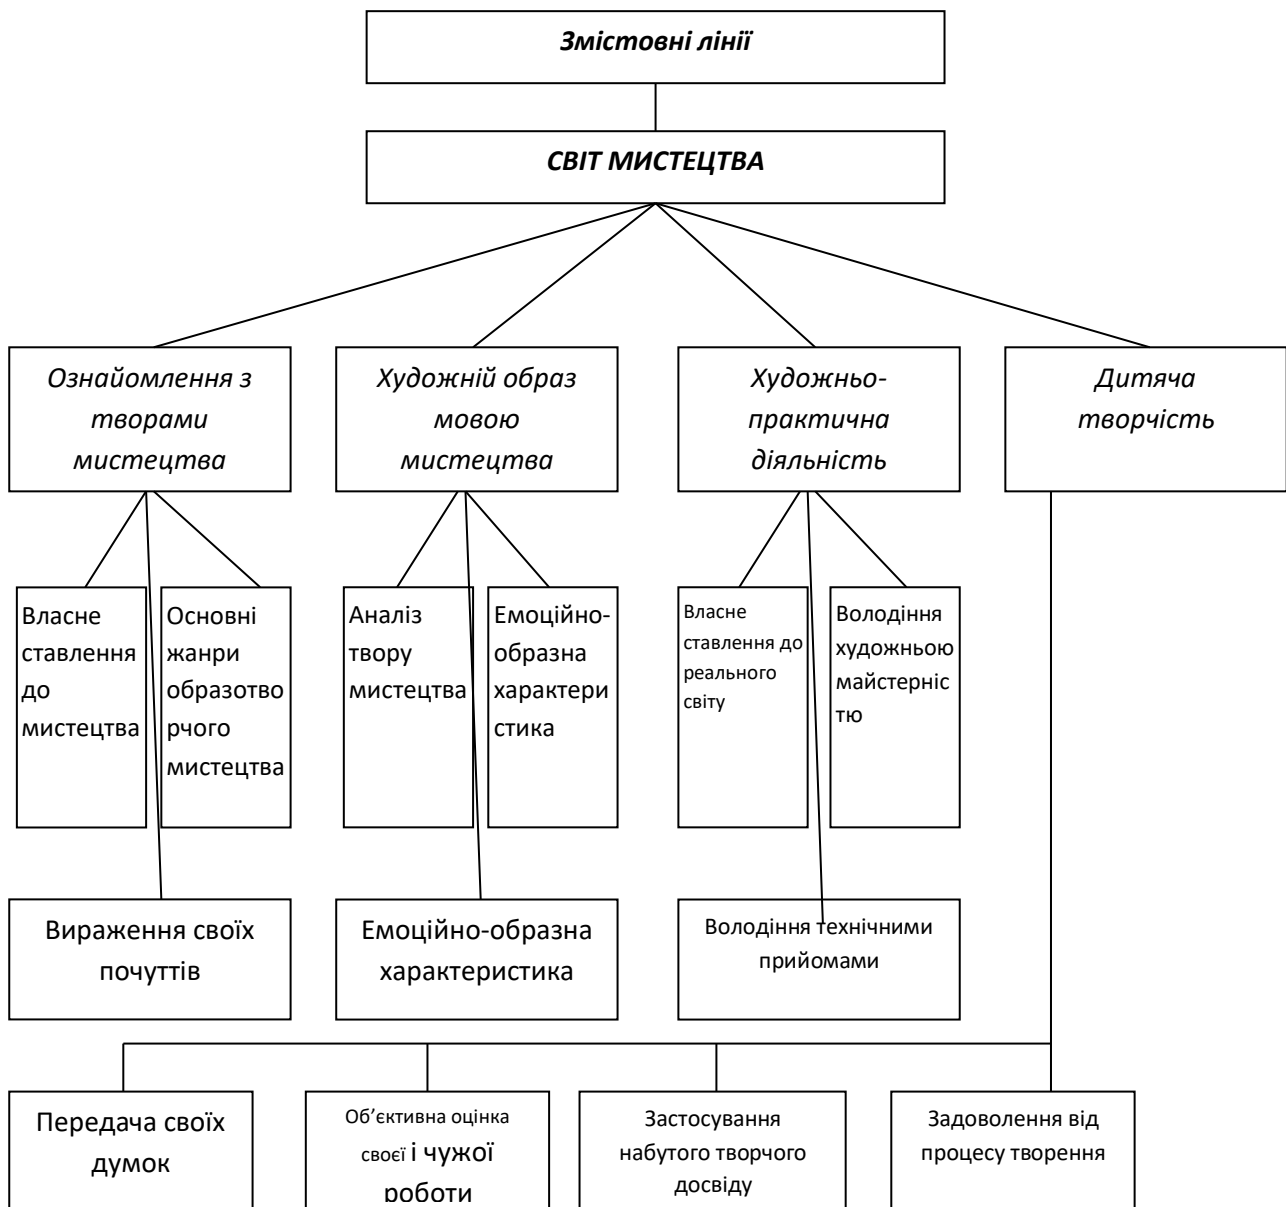 Змістовні лінії
СВІТ МИСТЕЦТВА
Ознайомлення з
творами
мистецтва
Художній образ
мовою
мистецтва
Художньо-
практична
діяльність
Дитяча
творчість
Власне
ставлення
до
мистецтва
Основні
жанри
образотво
рчого
мистецтва
Аналіз
твору
мистецтва
Емоційно-
образна
характери
стика
Власне
ставлення до
реального
світу
Володіння
художньою
майстерніс
тю
Вираження своїх
почуттів
Емоційно-образна
характеристика
Володіння технічними
прийомами
Передача своїх
думок
Об’єктивна оцінка
своєї і чужої
роботи
Застосування
набутого творчого
досвіду
Задоволення від
процесу творення